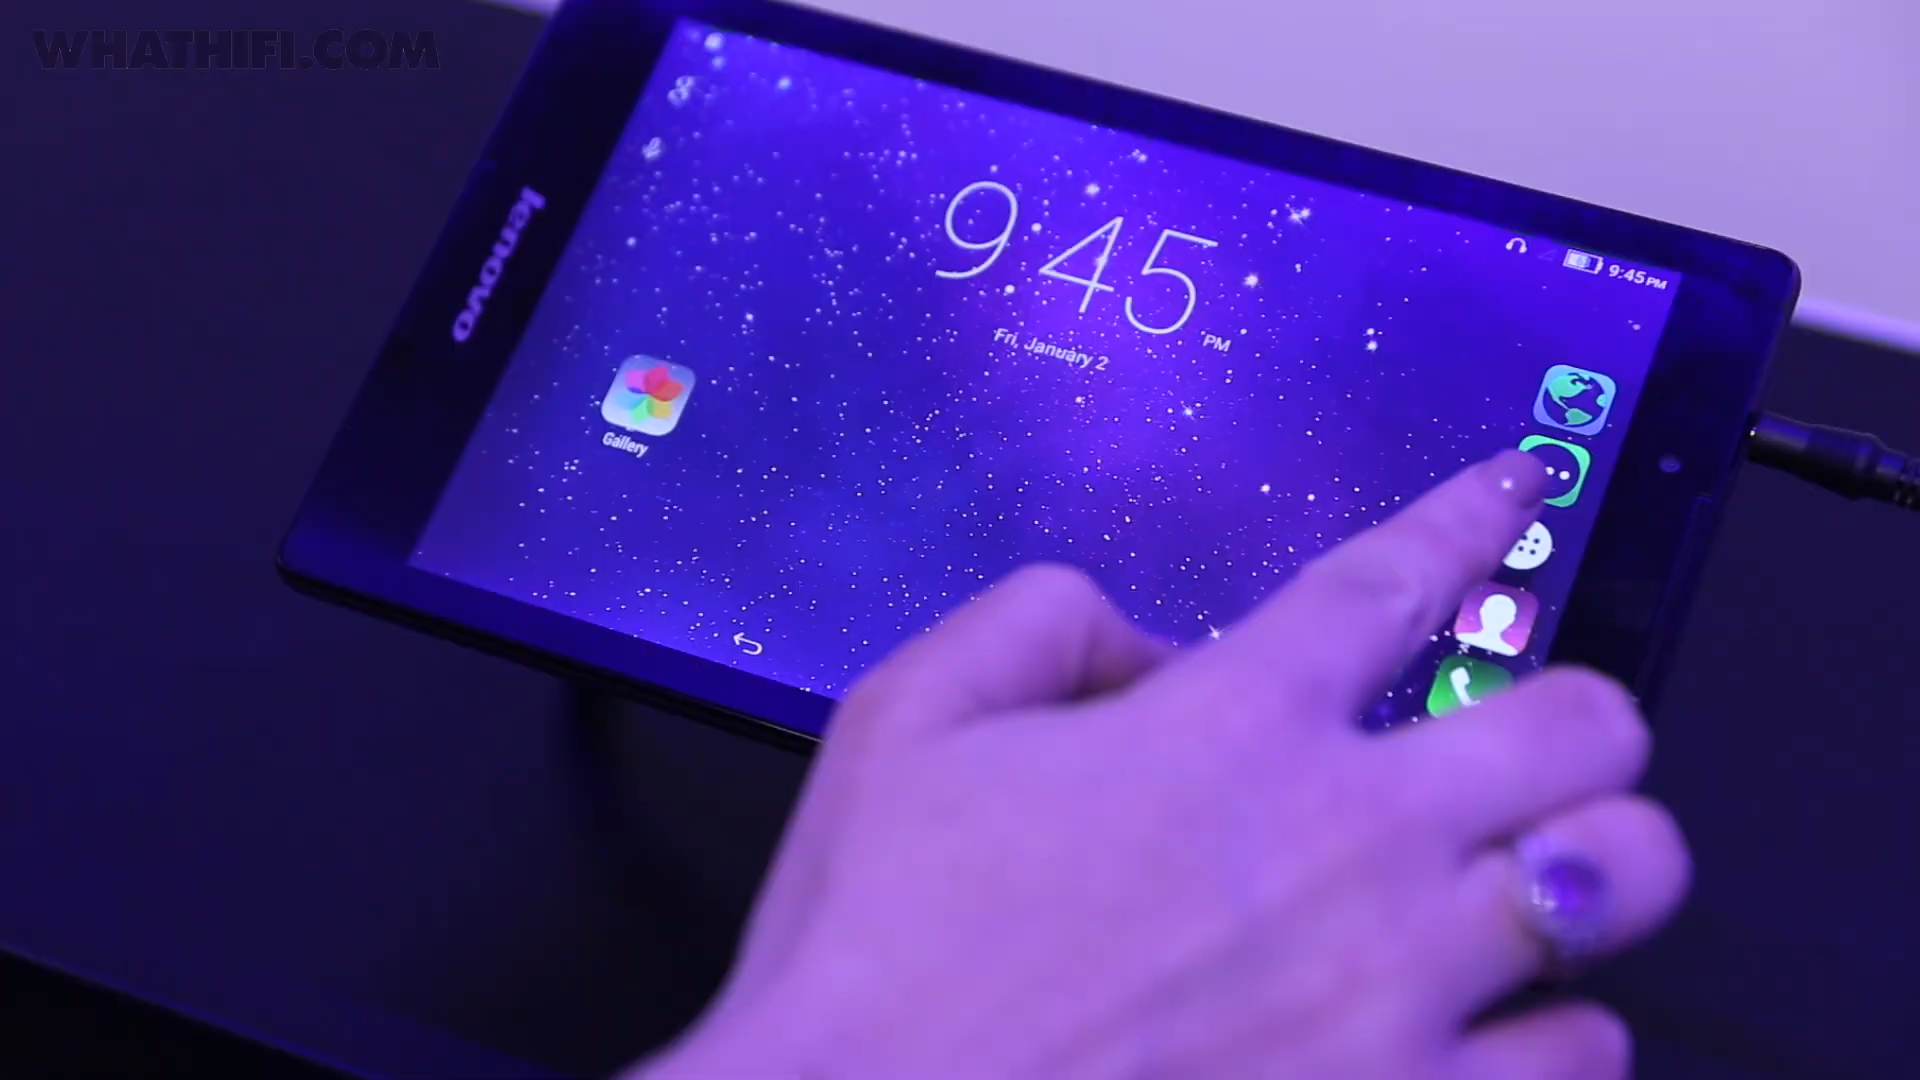 WHATHIFI.COM
lenovo
9 45 PM
Fri, January 2
9:45 PM
Gallery